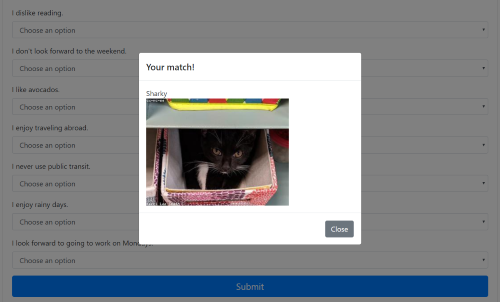 I dislike reading.
Choose an option
I don't look forward to the weekend.
Choose an option
I like avocados.
Choose an option
I enjoy traveling abroad.
Choose an option
I never use public transit.
Choose an option
I enjoy rainy days.
Choose an option
I look forward to going to work on Mondays.
Choose an option
Submit
Your match!
Sharky
Close